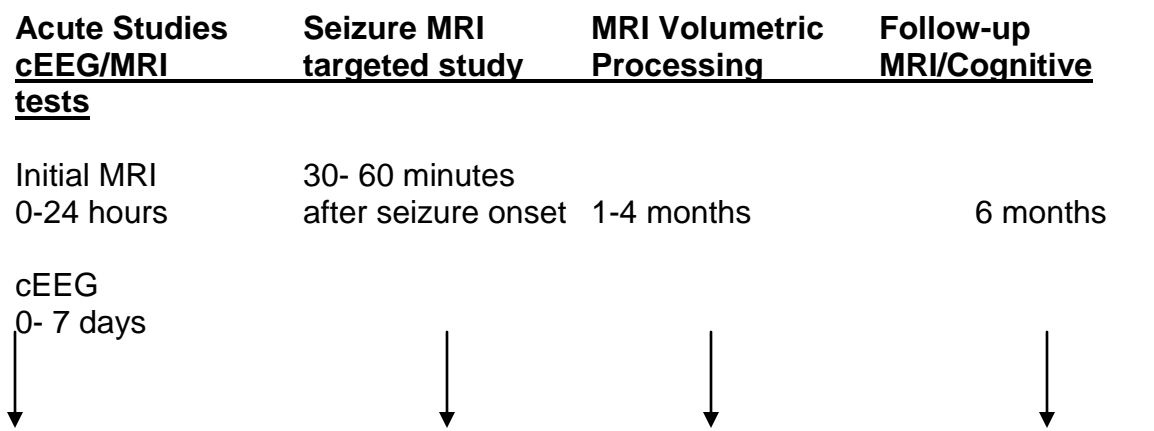 Acute Studies Seizure MRI MRI Volumetric Follow-up
cEEG/MRI targeted study Processing MRI/Cognitive
tests
Initial MRI 30- 60 minutes
0-24 hours after seizure onset 1-4 months 6 months
cEEG
0- 7 days